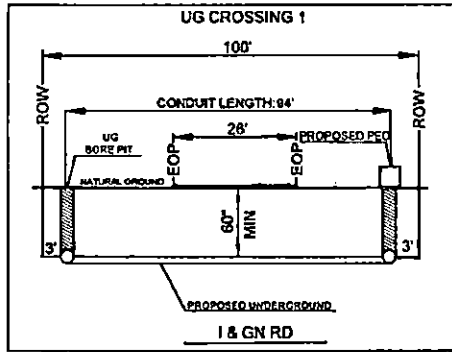 UG CROSSING 1
100'
ROW
ROW
CONDUIT LENGTH:94'
UG
BORE PIT
26'
PROPOSED PED
EOP
EOP
NATURAL GROUND
60"
MIN
3'
3'
PROPOSED UNDERGROUND
I & GN RD